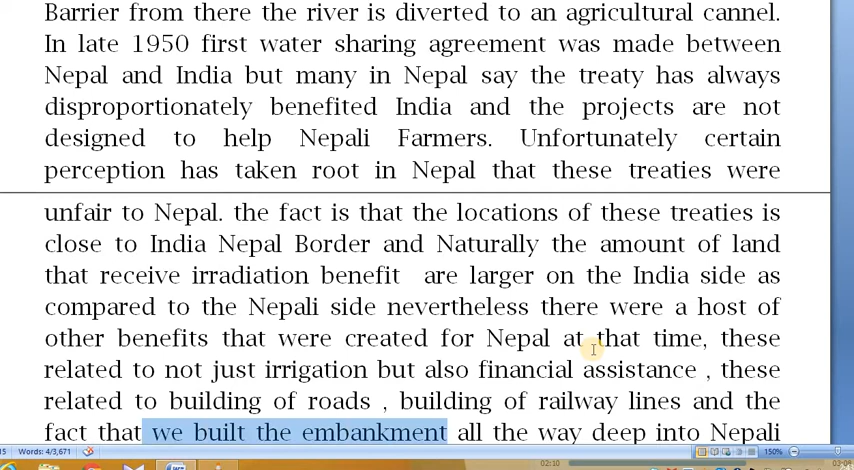 Barrier from there the river is diverted to an agricultural cannel.
In late 1950 first water sharing agreement was made between
Nepal and India but many in Nepal say the treaty has always
disproportionately benefited India and the projects are not
designed to help Nepali Farmers. Unfortunately certain
perception has taken root in Nepal that these treaties were
unfair to Nepal. the fact is that the locations of these treaties is
close to India Nepal Border and Naturally the amount of land
that receive irradiation benefit are larger on the India side as
compared to the Nepali side nevertheless there were a host of
other benefits that were created for Nepal at that time, these
related to not just irrigation but also financial assistance , these
related to building of roads , building of railway lines and the
fact that we built the embankment all the way deep into Nepali
Words: 4/3,671
150%
02:10